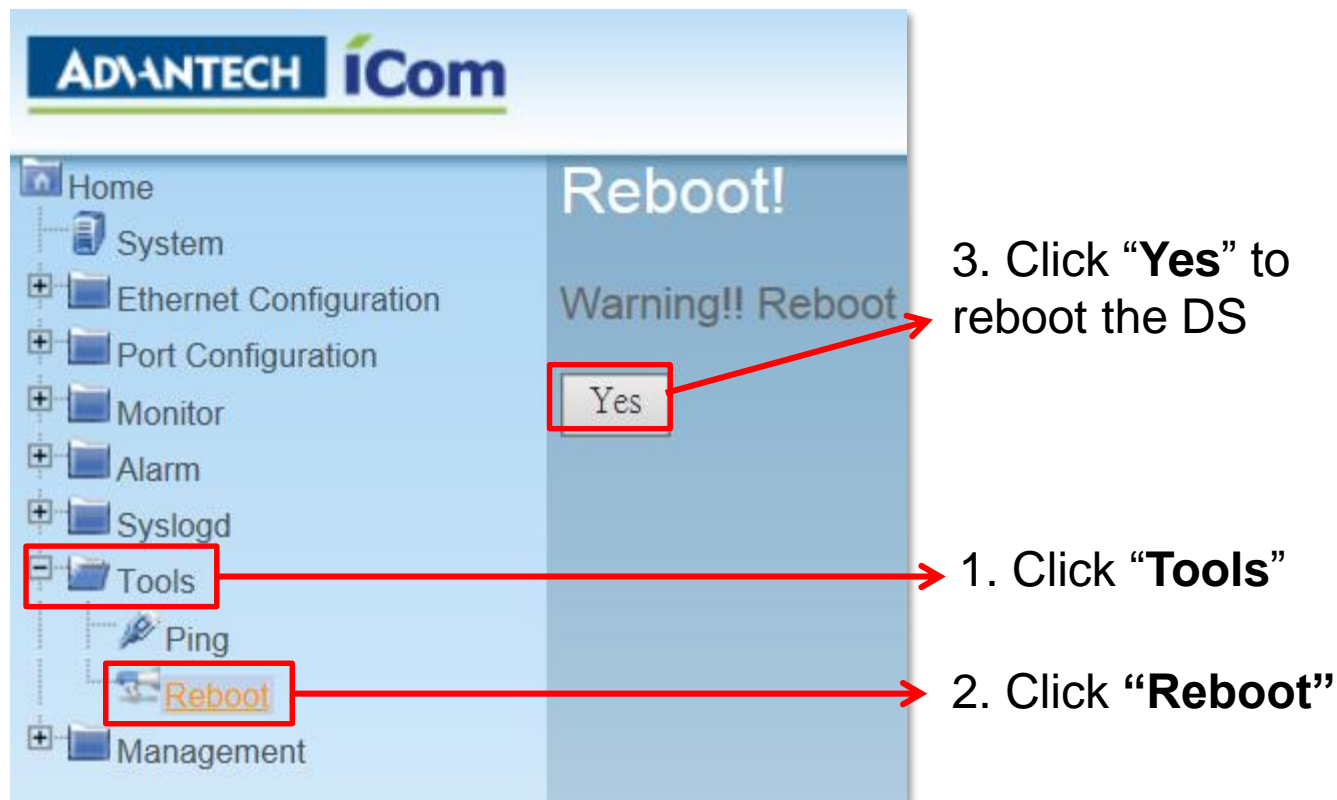 ADVANTECH iCom
Home
System
Ethernet Configuration
Port Configuration
Monitor
Alarm
Syslogd
Tools
Ping
Reboot
Management
Reboot!
Warning!! Reboot
Yes
3. Click “Yes” to
reboot the DS
1. Click “Tools”
2. Click “Reboot”